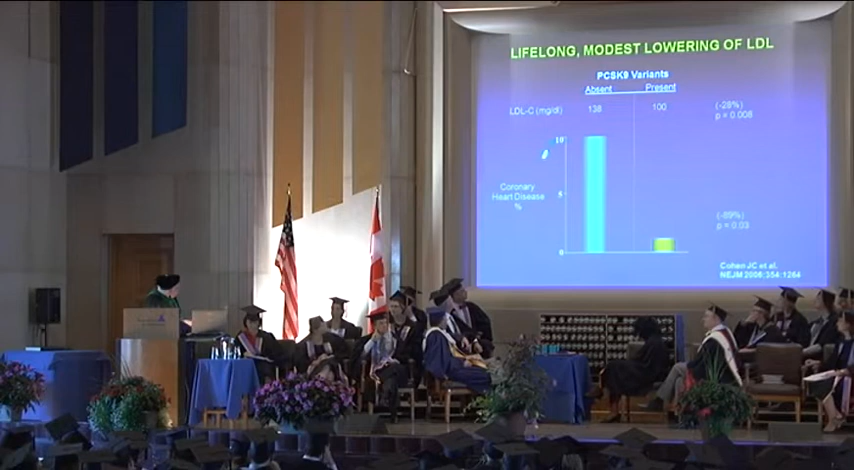 LIFELONG, MODEST LOWERING OF LDL
PCSK9 Variants
Absent Present
LDL-C (mg/dl) 138 100 (-28%)
p = 0.008
10
5
0
Coronary
Heart Disease
%
(-89%)
p = 0.03
Cohen JC et al.
NEJM 2006:354:1264